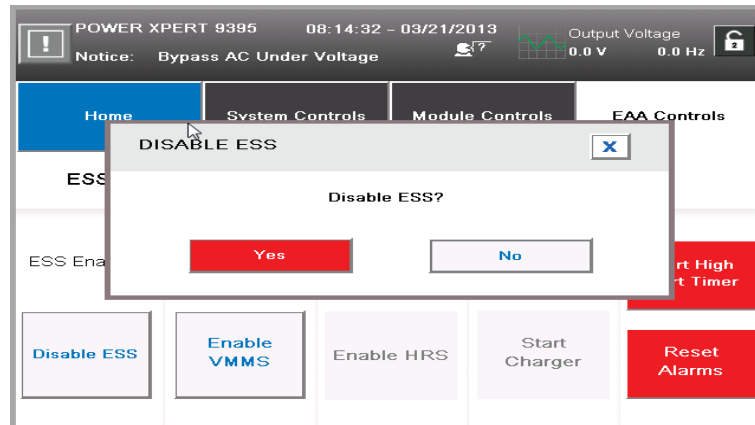 POWER XPERT 9395 08:14:32 - 03/21/2013
Output Voltage
Notice: Bypass AC Under Voltage
?
0.0 V 0.0 Hz
2
Home System Controls Module Controls EAA Controls
DISABLE ESS X
ESS
Disable ESS?
Yes No
ESS Ena
rt High
t Timer
Disable ESS
Enable
VMMS
Enable HRS
Start
Charger
Reset
Alarms